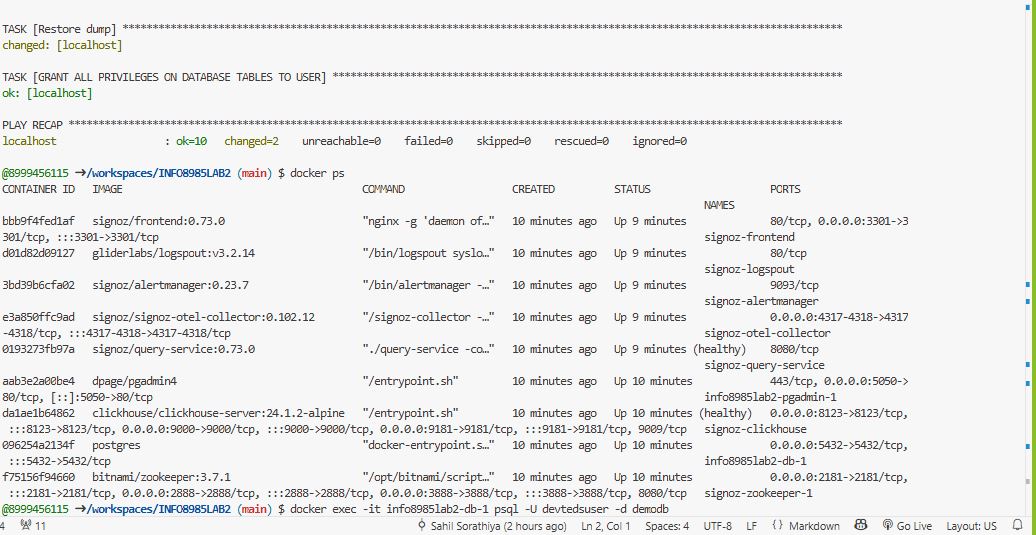 TASK [Restore dump] ************************************************************************************************************************
changed: [localhost]
TASK [GRANT ALL PRIVILEGES ON DATABASE TABLES TO USER] *************************************************************************************
ok: [localhost]
PLAY RECAP *********************************************************************************************************************************
localhost : ok=10 changed=2 unreachable=0 failed=0 skipped=0 rescued=0 ignored=0
@8999456115 ➜/workspaces/INFO8985LAB2 (main) $ docker ps
CONTAINER ID IMAGE COMMAND CREATED STATUS PORTS
NAMES
bbb9f4fed1af signoz/frontend:0.73.0 "nginx -g 'daemon of…" 10 minutes ago Up 9 minutes 80/tcp, 0.0.0.0:3301->3
301/tcp, :::3301->3301/tcp signoz-frontend
d01d82d09127 gliderlabs/logspout:v3.2.14 "/bin/logspout syslo…" 10 minutes ago Up 9 minutes 80/tcp
signoz-logspout
3bd39b6cfa02 signoz/alertmanager:0.23.7 "/bin/alertmanager -…" 10 minutes ago Up 9 minutes 9093/tcp
signoz-alertmanager
e3a850ffc9ad signoz/signoz-otel-collector:0.102.12 "/signoz-collector -…" 10 minutes ago Up 9 minutes 0.0.0.0:4317-4318->4317
-4318/tcp, :::4317-4318->4317-4318/tcp signoz-otel-collector
0193273fb97a signoz/query-service:0.73.0 "./query-service -co…" 10 minutes ago Up 9 minutes (healthy) 8080/tcp
signoz-query-service
aab3e2a00be4 dpage/pgadmin4 "/entrypoint.sh" 10 minutes ago Up 10 minutes 443/tcp, 0.0.0.0:5050->
80/tcp, [::]:5050->80/tcp info8985lab2-pgadmin-1
da1ae1b64862 clickhouse/clickhouse-server:24.1.2-alpine "/entrypoint.sh" 10 minutes ago Up 10 minutes (healthy) 0.0.0.0:8123->8123/tcp,
:::8123->8123/tcp, 0.0.0.0:9000->9000/tcp, :::9000->9000/tcp, 0.0.0.0:9181->9181/tcp, :::9181->9181/tcp, 9009/tcp signoz-clickhouse
096254a2134f postgres "docker-entrypoint.s…" 10 minutes ago Up 10 minutes 0.0.0.0:5432->5432/tcp,
:::5432->5432/tcp info8985lab2-db-1
f75156f94660 bitnami/zookeeper:3.7.1 "/opt/bitnami/script…" 10 minutes ago Up 10 minutes 0.0.0.0:2181->2181/tcp,
:::2181->2181/tcp, 0.0.0.0:2888->2888/tcp, :::2888->2888/tcp, 0.0.0.0:3888->3888/tcp, :::3888->3888/tcp, 8080/tcp signoz-zookeeper-1
@8999456115 ➜/workspaces/INFO8985LAB2 (main) $ docker exec -it info8985lab2-db-1 psql -U devtedsuser -d demodb
4 11 Sahil Sorathiya (2 hours ago) Ln 2, Col 1 Spaces: 4 UTF-8 LF {} Markdown Go Live Layout: US